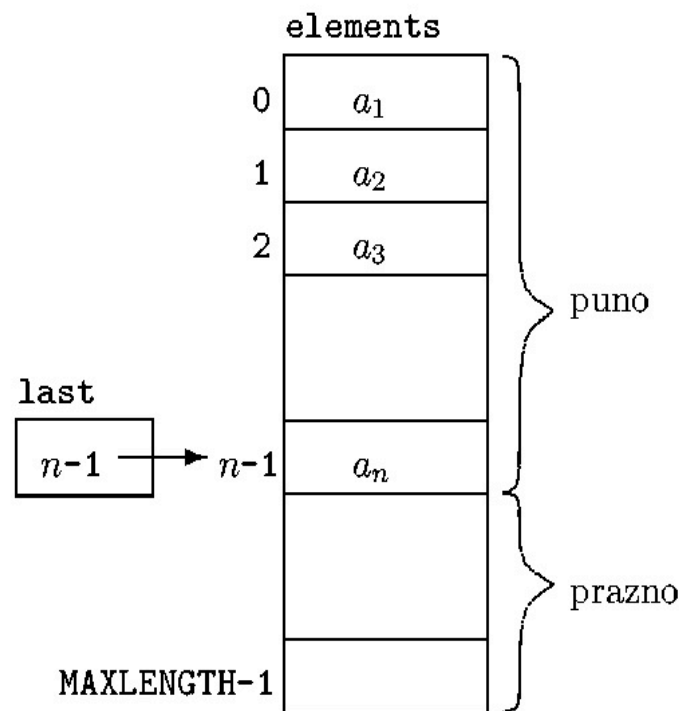 elements
0 a₁
1 a₂
2 a₃
puno
last
n-1 n-1 aₙ
prazno
MAXLENGTH-1